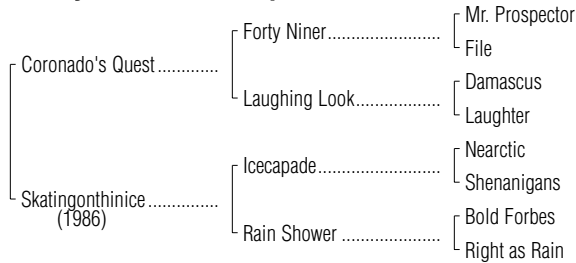 Mr. Prospector
Forty Niner..................
File
Coronado's Quest .............
Damascus
Laughing Look.................
Laughter
Nearctic
Icecapade.....................
Shenanigans
Skatingonthinice ...............
(1986)
Bold Forbes
Rain Shower ..................
Right as Rain